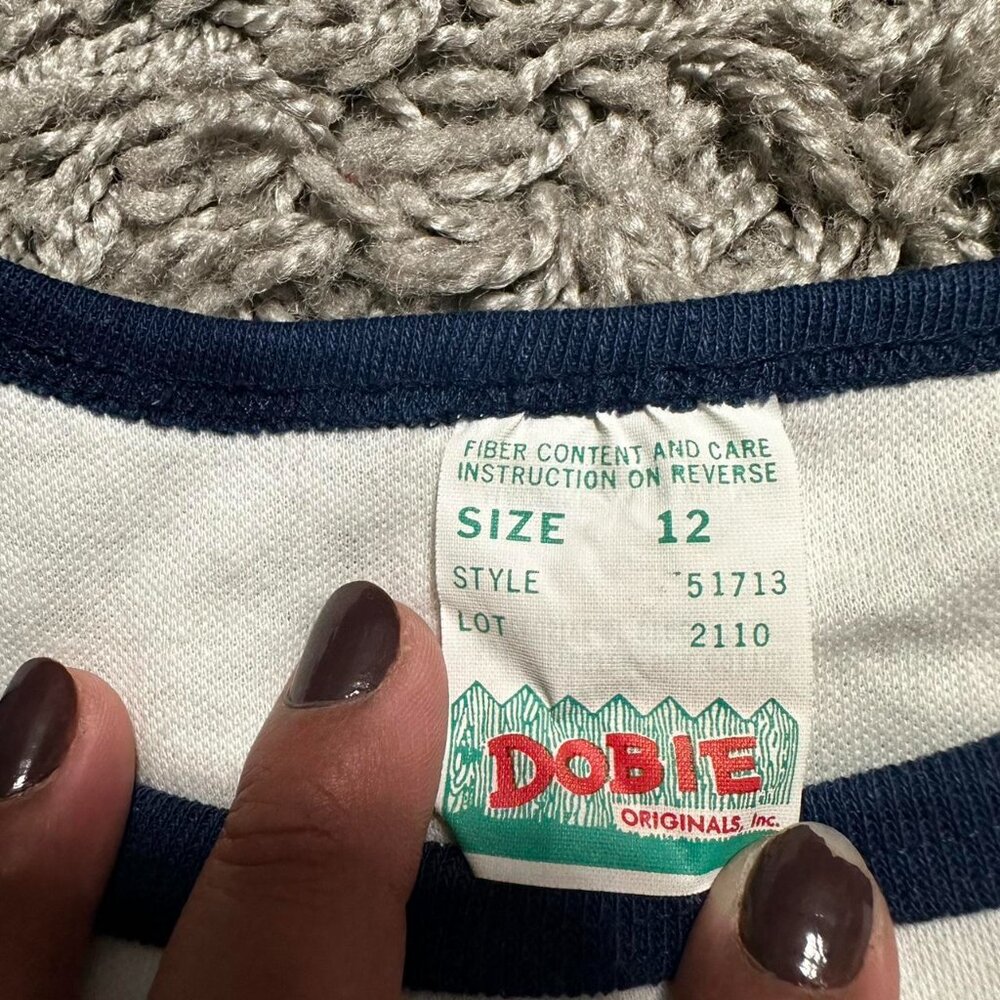 FIBER CONTENT AND CARE
INSTRUCTION ON REVERSE
SIZE 12
STYLE 51713
LOT 2110
DOBIE
ORIGINALS, Inc.